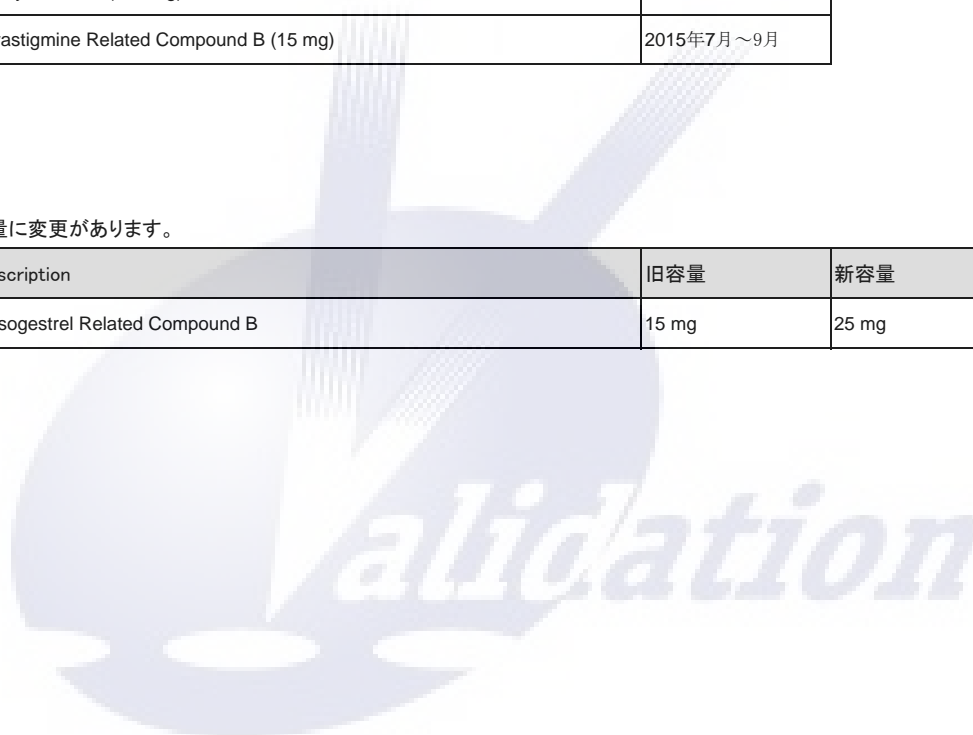 rastigmine Related Compound B (15 mg) 2015年7月～9月
量に変更があります。
scription 旧容量 新容量
sogestrel Related Compound B 15 mg 25 mg
alidation